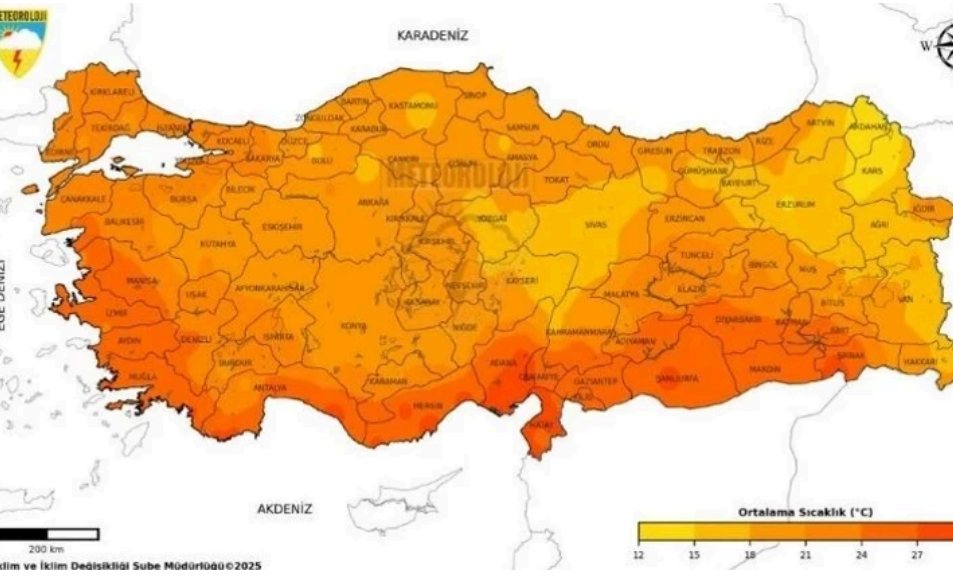 METEOROLOJİ
KARADENİZ
W
KIRKLARELİ
TEKİRDAĞ
İSTANBUL
EDİRNE
KOCAELİ
SAKARYA
DÜZCE
ZONGULDAK
BARTIN
KARABÜK
KASTAMONU
SİNOP
SAMSUN
ORDU
GİRESUN
TRABZON
RİZE
ARTVİN
ARDAHAN
KARS
IĞDIR
AĞRI
ERZURUM
BAYBURT
GÜMÜŞHANE
BOLU
ÇANKIRI
ÇORUM
AMASYA
TOKAT
METEOROLOJİ
ÇANAKKALE
BALIKESİR
BURSA
BİLECİK
ESKİŞEHİR
ANKARA
KIRIKKALE
YOZGAT
SİVAS
ERZİNCAN
KÜTAHYA
KIRŞEHİR
TUNCELİ
BİNGÖL
MUŞ
EGE DENİZİ
MANİSA
UŞAK
AFYONKARAHİSAR
NEVŞEHİR
KAYSERİ
MALATYA
ELAZIĞ
BİTLİS
VAN
İZMİR
AKSARAY
AYDIN
DENİZLİ
ISPARTA
KONYA
NİĞDE
KAHRAMANMARAŞ
ADIYAMAN
DİYARBAKIR
BATMAN
SİİRT
ŞIRNAK
HAKKARİ
MUĞLA
BURDUR
ANTALYA
KARAMAN
MERSİN
ADANA
OSMANİYE
GAZİANTEP
KİLİS
ŞANLIURFA
MARDİN
HATAY
AKDENİZ
Ortalama Sıcaklık (°C)
12 15 18 21 24 27
200 km
klim ve İklim Değişikliği Şube Müdürlüğü©2025